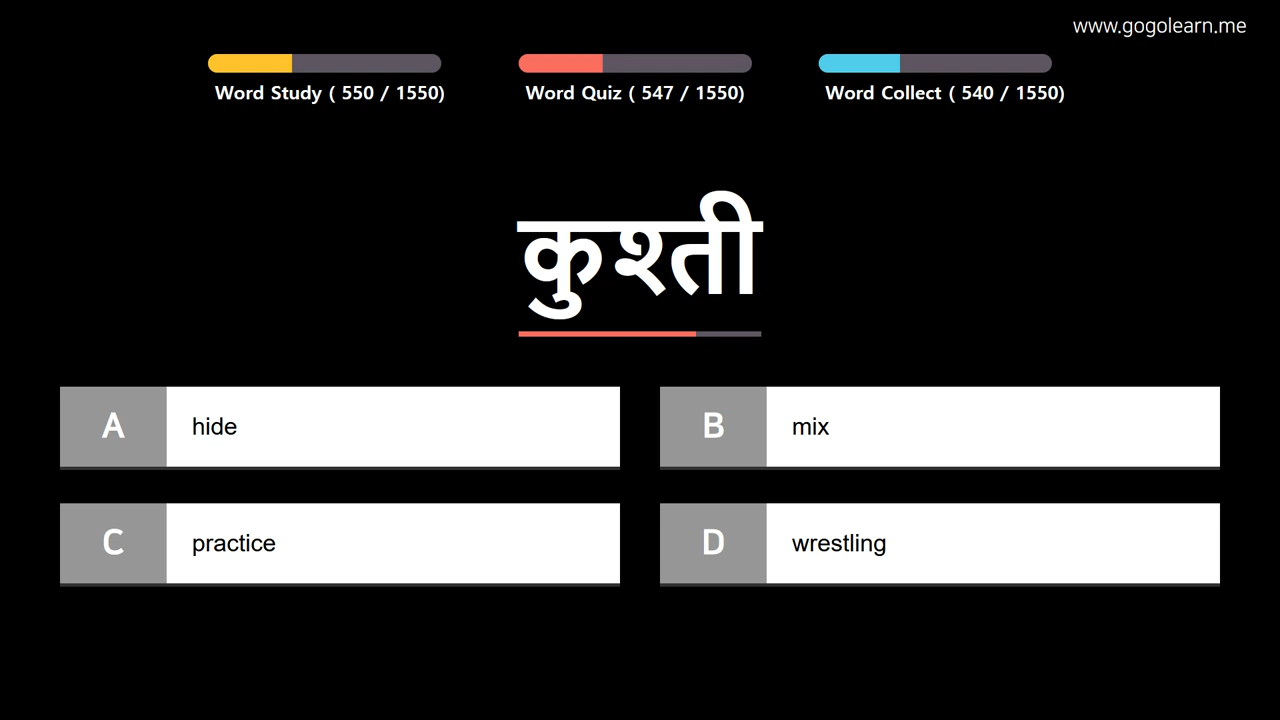 www.gogolearn.me
Word Study ( 550 / 1550)
Word Quiz ( 547 / 1550)
Word Collect ( 540 / 1550)
कुश्ती
A hide
B mix
C practice
D wrestling